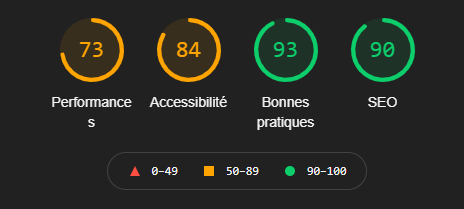 73 84 93 90
Performance
s
Accessibilité
Bonnes
pratiques
SEO
0–49 50–89 90–100